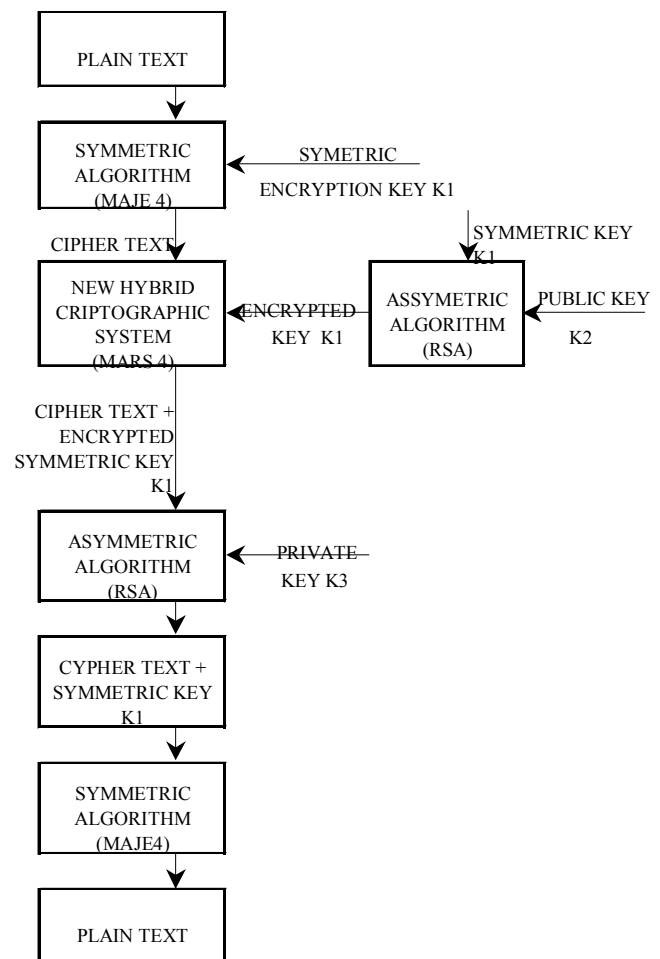 PLAIN TEXT
SYMMETRIC
ALGORITHM
(MAJE 4)
SYMETRIC
ENCRYPTION KEY K1
CIPHER TEXT
SYMMETRIC KEY
K1
NEW HYBRID
CRIPTOGRAPHIC
SYSTEM
(MARS 4)
ENCRYPTED
KEY K1
ASSYMETRIC
ALGORITHM
(RSA)
PUBLIC KEY
K2
CIPHER TEXT +
ENCRYPTED
SYMMETRIC KEY
K1
ASYMMETRIC
ALGORITHM
(RSA)
PRIVATE
KEY K3
CYPHER TEXT +
SYMMETRIC KEY
K1
SYMMETRIC
ALGORITHM
(MAJE4)
PLAIN TEXT